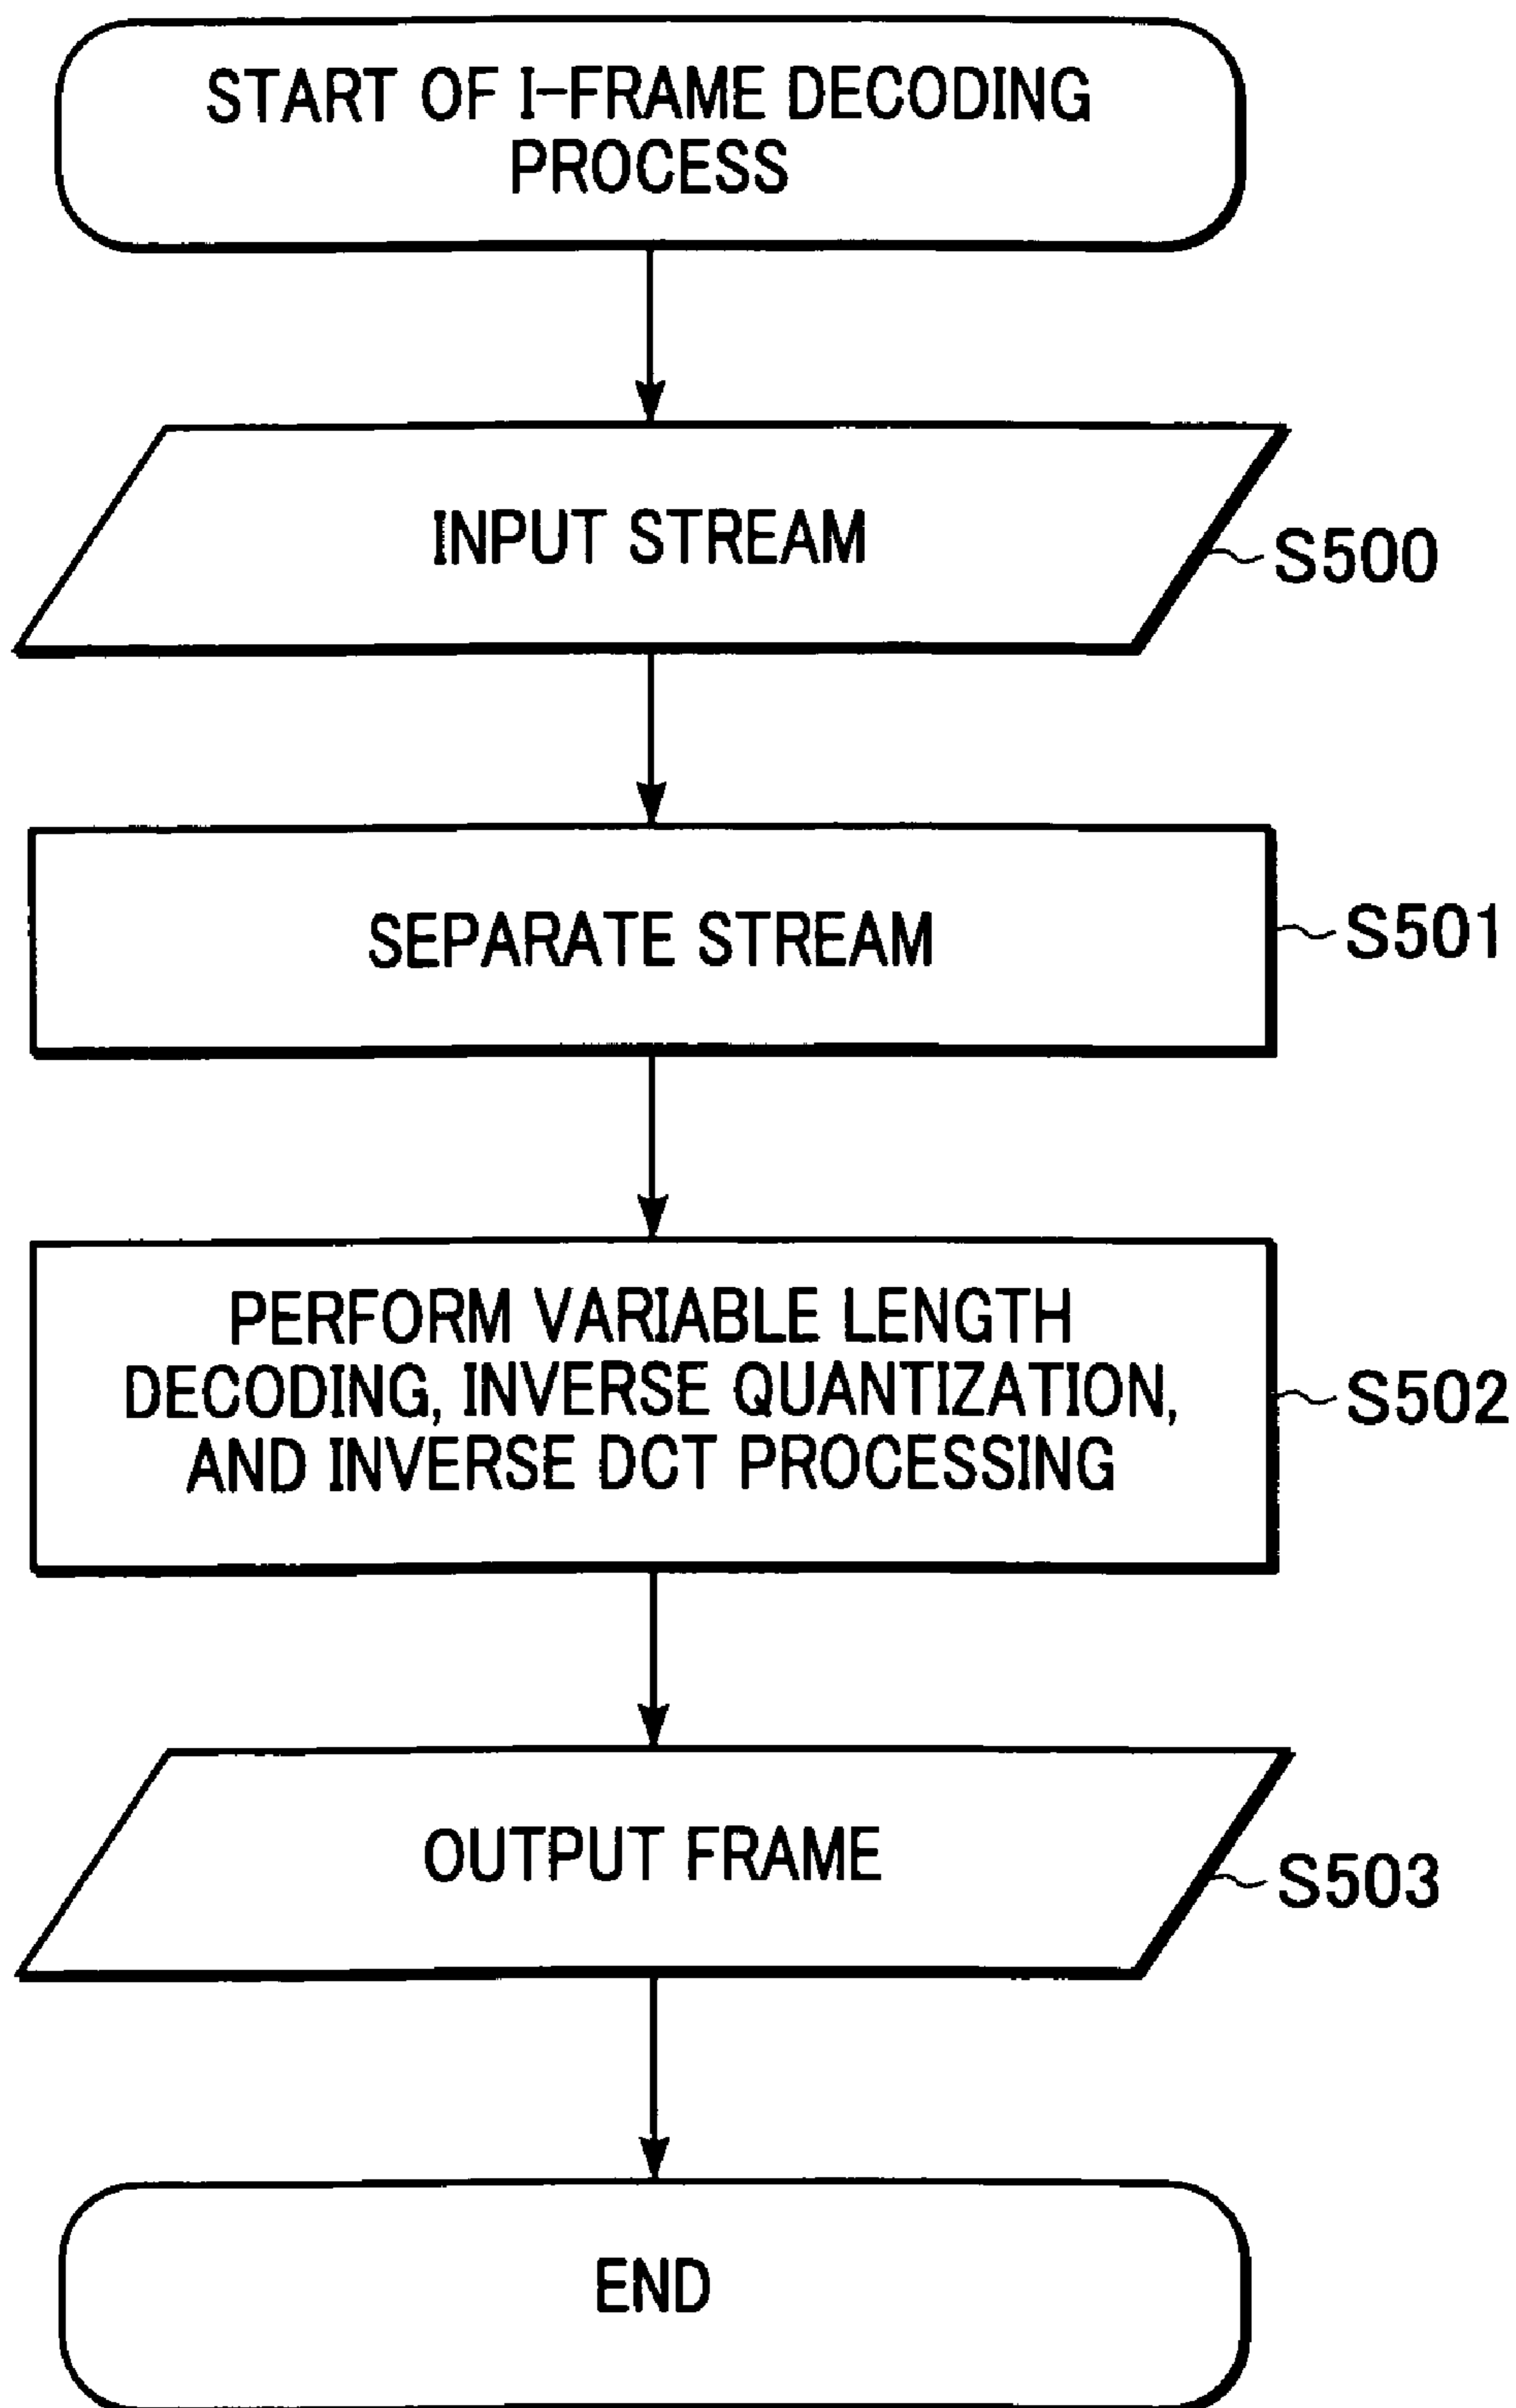 START OF I-FRAME DECODING
PROCESS
INPUT STREAM
S500
SEPARATE STREAM
S501
PERFORM VARIABLE LENGTH
DECODING, INVERSE QUANTIZATION,
AND INVERSE DCT PROCESSING
S502
OUTPUT FRAME
S503
END